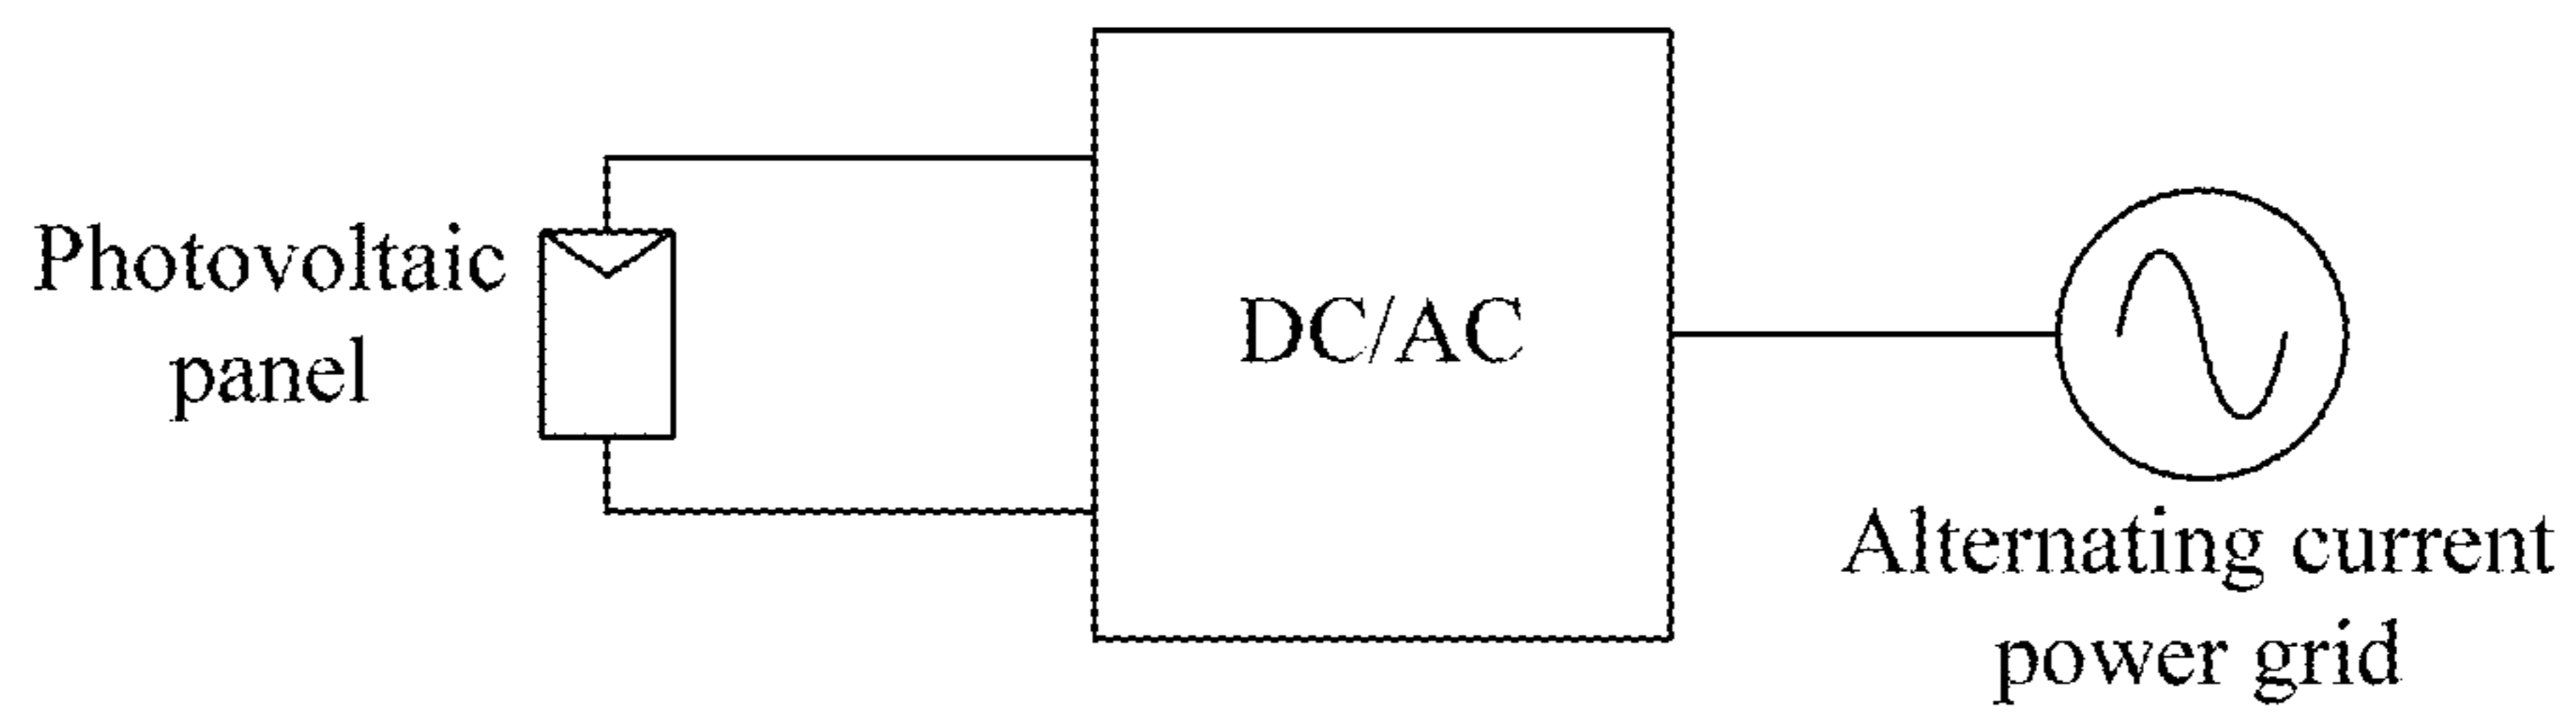 Photovoltaic
panel
DC/AC
Alternating current
power grid